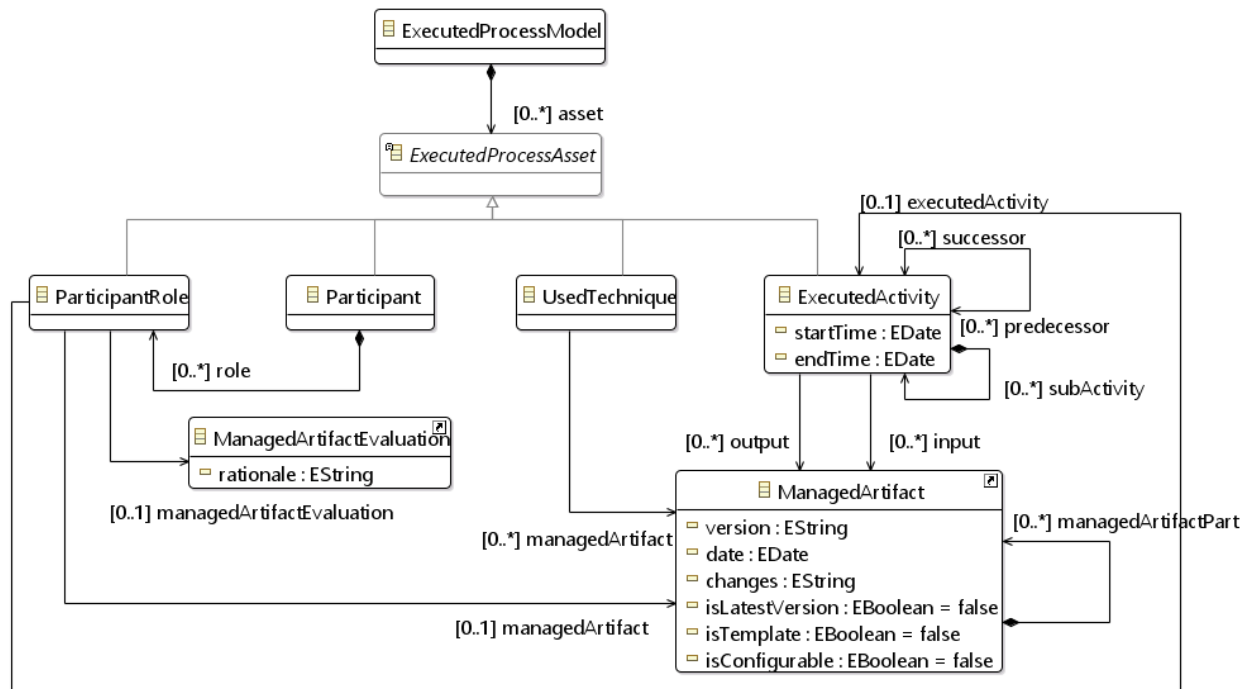 ExecutedProcessModel
[0..*] asset
ExecutedProcessAsset
[0..1] executedActivity
[0..*] successor
ParticipantRole
Participant
UsedTechnique
ExecutedActivity
startTime : EDate
endTime : EDate
[0..*] predecessor
[0..*] role
[0..*] subActivity
ManagedArtifactEvaluation
rationale : EString
[0..*] output
[0..*] input
[0..1] managedArtifactEvaluation
ManagedArtifact
[0..*] managedArtifact
[0..*] managedArtifactPart
version : EString
date : EDate
changes : EString
isLatestVersion : EBoolean = false
isTemplate : EBoolean = false
isConfigurable : EBoolean = false
[0..1] managedArtifact